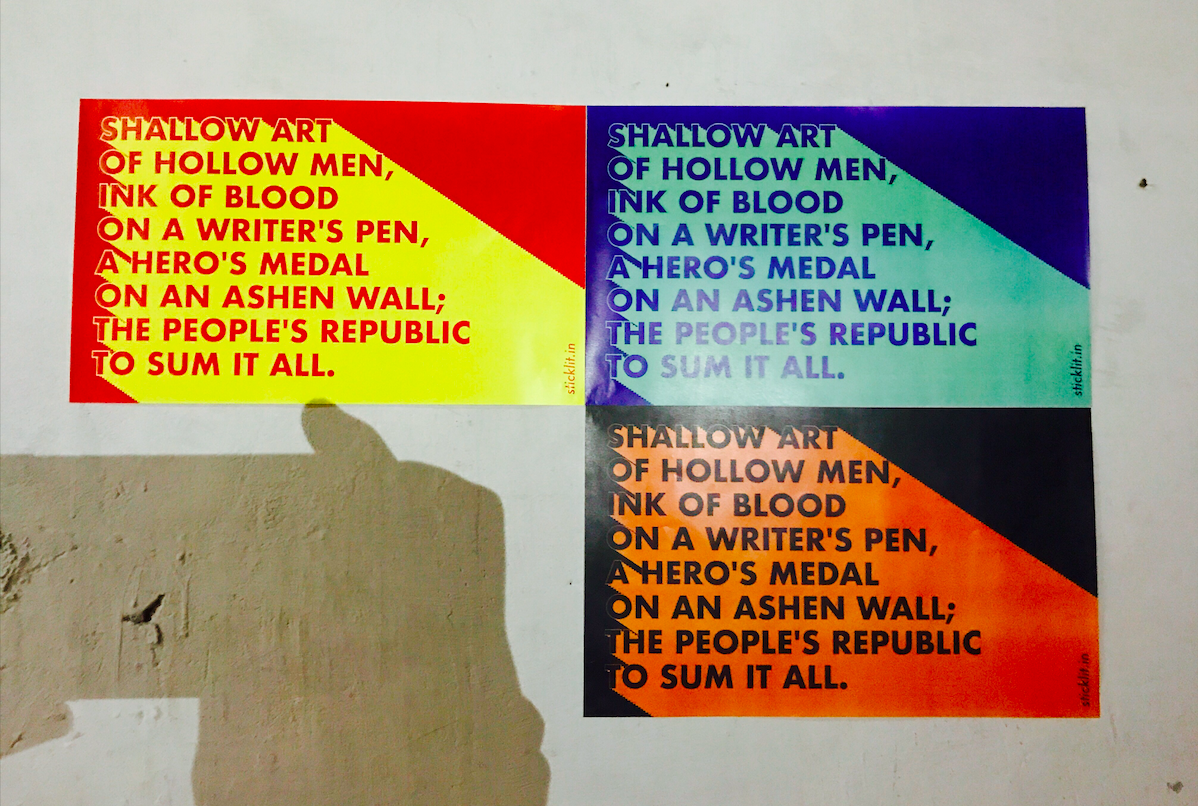 SHALLOW ART
OF HOLLOW MEN,
INK OF BLOOD
ON A WRITER'S PEN,
A HERO'S MEDAL
ON AN ASHEN WALL;
THE PEOPLE'S REPUBLIC
TO SUM IT ALL.
sticklit.in
SHALLOW ART
OF HOLLOW MEN,
INK OF BLOOD
ON A WRITER'S PEN,
A HERO'S MEDAL
ON AN ASHEN WALL;
THE PEOPLE'S REPUBLIC
TO SUM IT ALL.
sticklit.in
SHALLOW ART
OF HOLLOW MEN,
INK OF BLOOD
ON A WRITER'S PEN,
A HERO'S MEDAL
ON AN ASHEN WALL;
THE PEOPLE'S REPUBLIC
TO SUM IT ALL.
sticklit.in